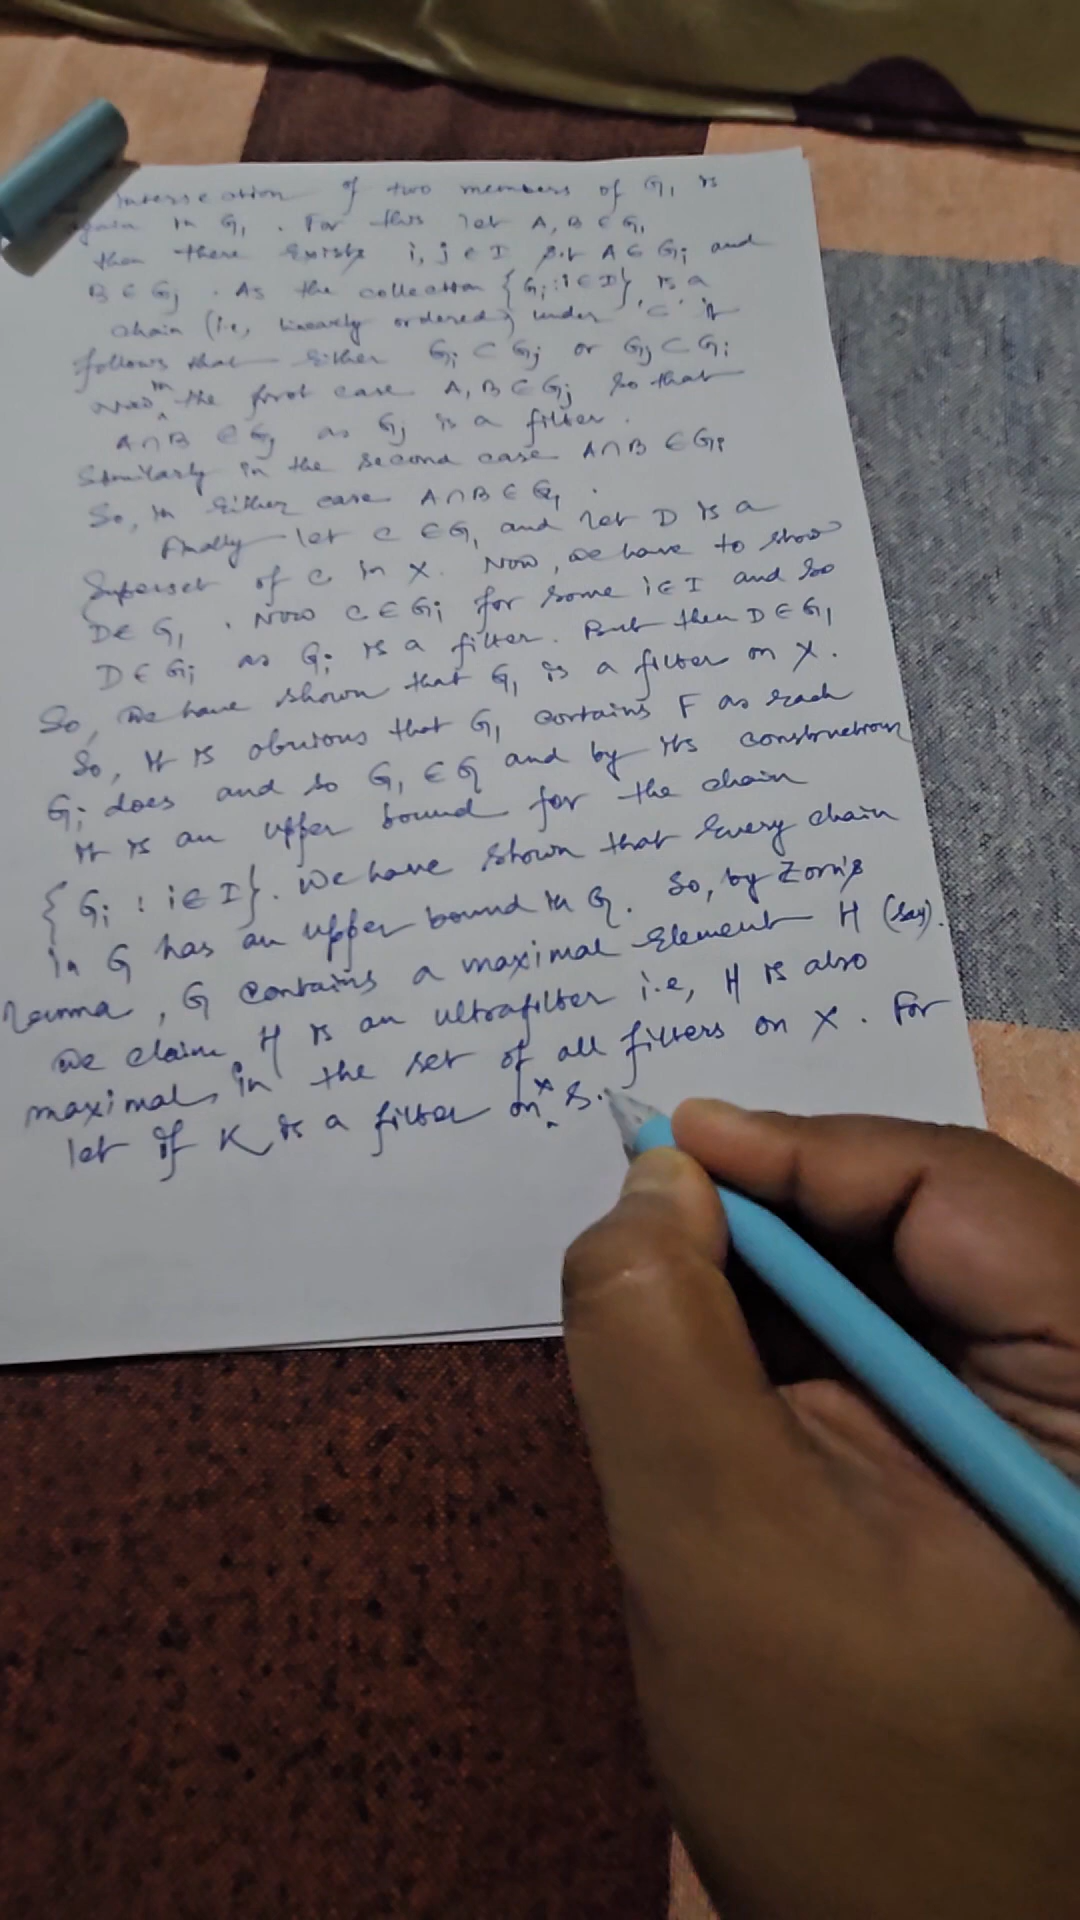 Intersection of two members of G₁ is
again in G₁ . For this let A, B ∈ G₁
then there exists i, j ∈ I s.t A ∈ Gi and
B ∈ Gj . As the collection {Gi : i ∈ I} is a
chain (i.e, linearly ordered) under '⊂' it
follows that either Gi ⊂ Gj or Gj ⊂ Gi
Now in the first case A, B ∈ Gj so that
A ∩ B ∈ Gj as Gj is a filter .
Similarly in the second case A ∩ B ∈ Gi
So, in either case A ∩ B ∈ G₁ .
Finally let C ∈ G₁ and let D is a
Superset of C in X . Now, we have to show
D ∈ G₁ . Now C ∈ Gi for some i ∈ I and so
D ∈ Gi as Gi is a filter . But then D ∈ G₁
So, we have shown that G₁ is a filter on X .
So, it is obvious that G₁ contains F as each
Gi does and so G₁ ∈ G and by its construction
it is an upper bound for the chain
{Gi : i ∈ I} . We have shown that every chain
in G has an upper bound in G . So, by Zorn's
lemma , G contains a maximal element H (say).
We claim H is an ultrafilter i.e, H is also
maximal in the set of all filters on X . For
let if K is a filter on X s.